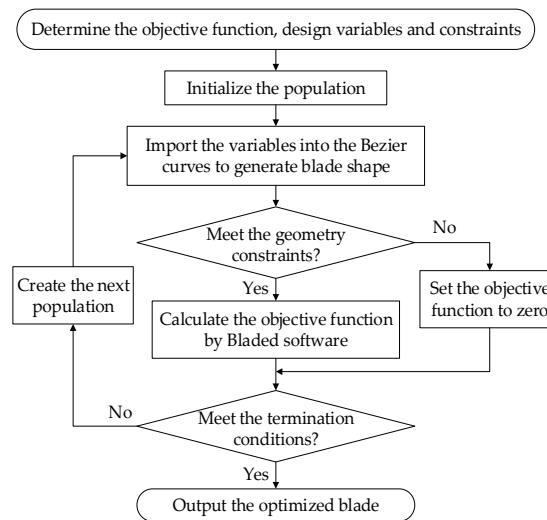 Determine the objective function, design variables and constraints
Initialize the population
Import the variables into the Bezier
curves to generate blade shape
Meet the geometry
constraints?
No
Yes
Create the next
population
Calculate the objective function
by Bladed software
Set the objective
function to zero
No
Meet the termination
conditions?
Yes
Output the optimized blade